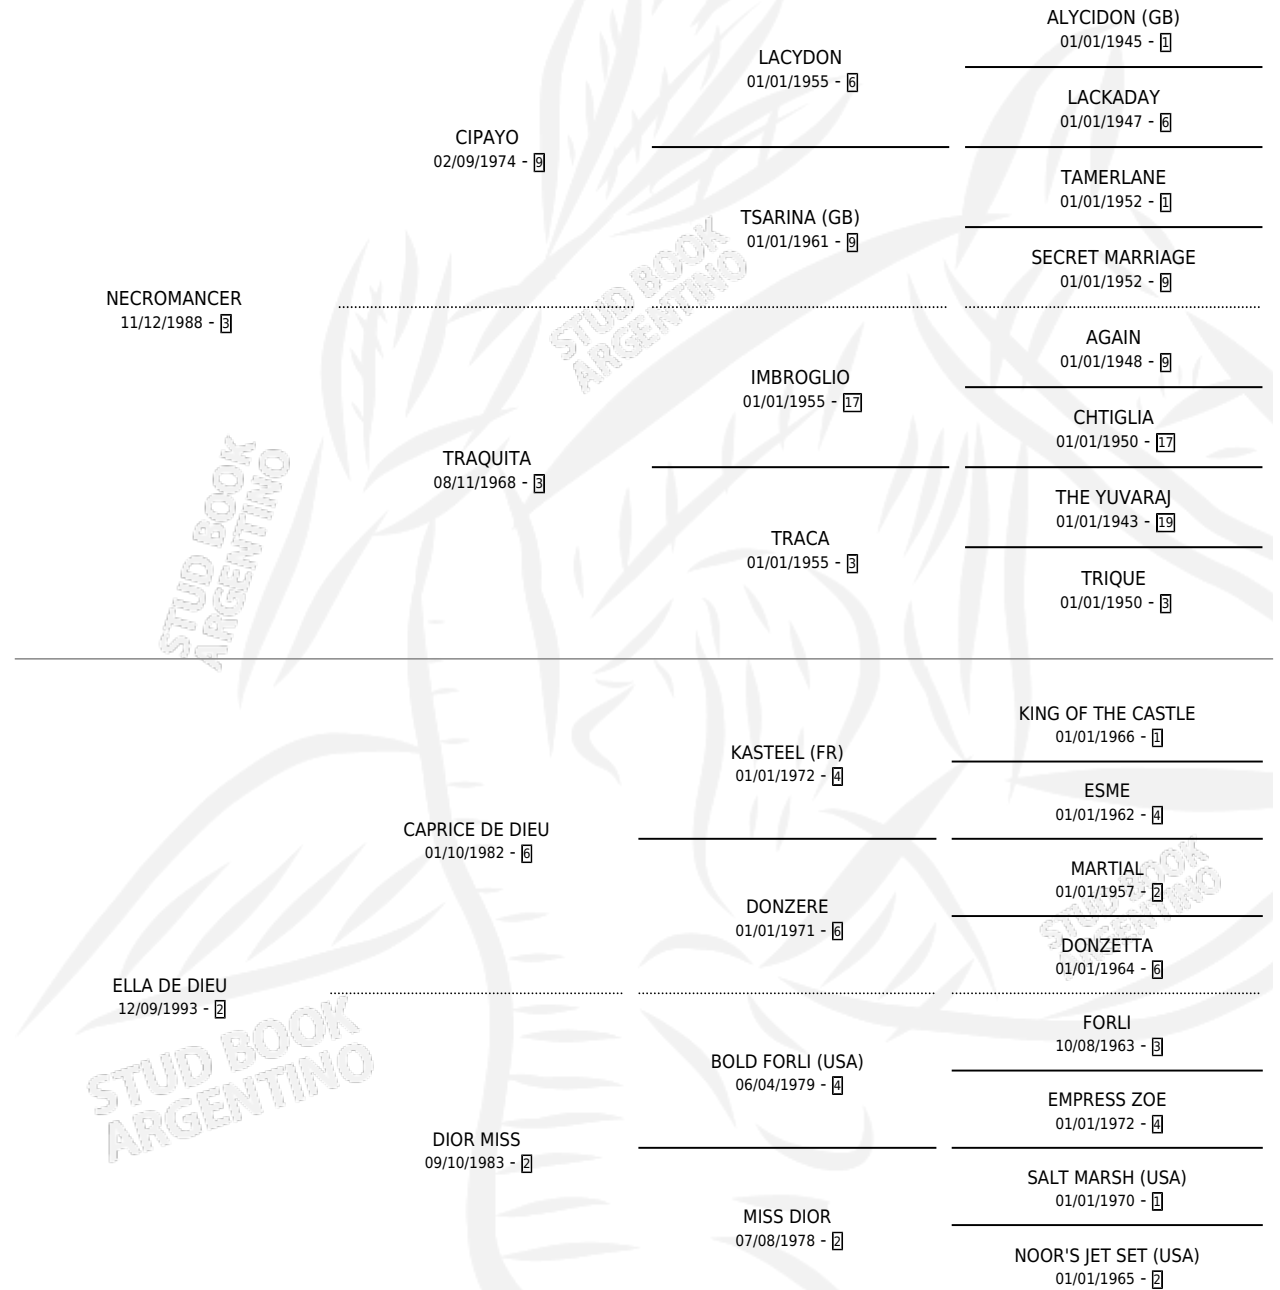 ALYCIDON (GB)
01/01/1945 - 1
LACYDON
01/01/1955 - 6
LACKADAY
01/01/1947 - 6
CIPAYO
02/09/1974 - 9
TAMERLANE
01/01/1952 - 1
TSARINA (GB)
01/01/1961 - 9
SECRET MARRIAGE
01/01/1952 - 9
NECROMANCER
11/12/1988 - 3
AGAIN
01/01/1948 - 9
IMBROGLIO
01/01/1955 - 17
CHTIGLIA
01/01/1950 - 17
TRAQUITA
08/11/1968 - 3
THE YUVARAJ
01/01/1943 - 19
TRACA
01/01/1955 - 3
TRIQUE
01/01/1950 - 3
KING OF THE CASTLE
01/01/1966 - 1
KASTEEL (FR)
01/01/1972 - 4
ESME
01/01/1962 - 4
CAPRICE DE DIEU
01/10/1982 - 6
MARTIAL
01/01/1957 - 2
DONZERE
01/01/1971 - 6
DONZETTA
01/01/1964 - 6
ELLA DE DIEU
12/09/1993 - 2
FORLI
10/08/1963 - 3
BOLD FORLI (USA)
06/04/1979 - 4
EMPRESS ZOE
01/01/1972 - 4
DIOR MISS
09/10/1983 - 2
SALT MARSH (USA)
01/01/1970 - 1
MISS DIOR
07/08/1978 - 2
NOOR'S JET SET (USA)
01/01/1965 - 2
STUD BOOK
ARGENTINO
STUD BOOK
ARGENTINO
STUD BOOK
ARGENTINO
STUD BOOK
ARGENTINO